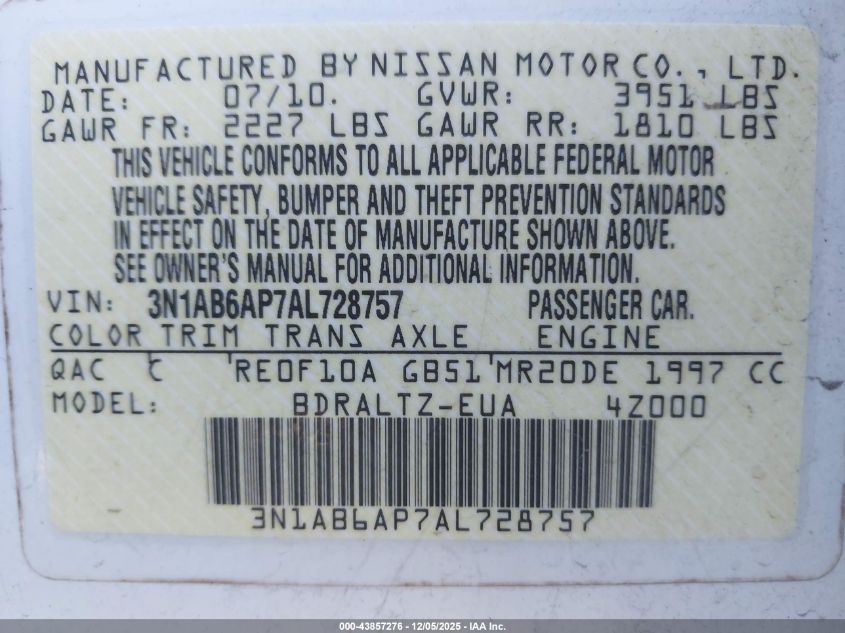 MANUFACTURED BY NISSAN MOTOR CO., LTD.
DATE: 07/10. GVWR: 3951 LBS
GAWR FR: 2227 LBS GAWR RR: 1810 LBS
THIS VEHICLE CONFORMS TO ALL APPLICABLE FEDERAL MOTOR
VEHICLE SAFETY, BUMPER AND THEFT PREVENTION STANDARDS
IN EFFECT ON THE DATE OF MANUFACTURE SHOWN ABOVE.
SEE OWNER'S MANUAL FOR ADDITIONAL INFORMATION.
VIN: 3N1AB6AP7AL728757 PASSENGER CAR.
COLOR TRIM TRANS AXLE ENGINE
QAC C RE0F10A GB51 MR20DE 1997 CC
MODEL: BDRALTZ-EUA 4Z000
3N1AB6AP7AL728757
000-43857276 • 12/05/2025 • IAA Inc.